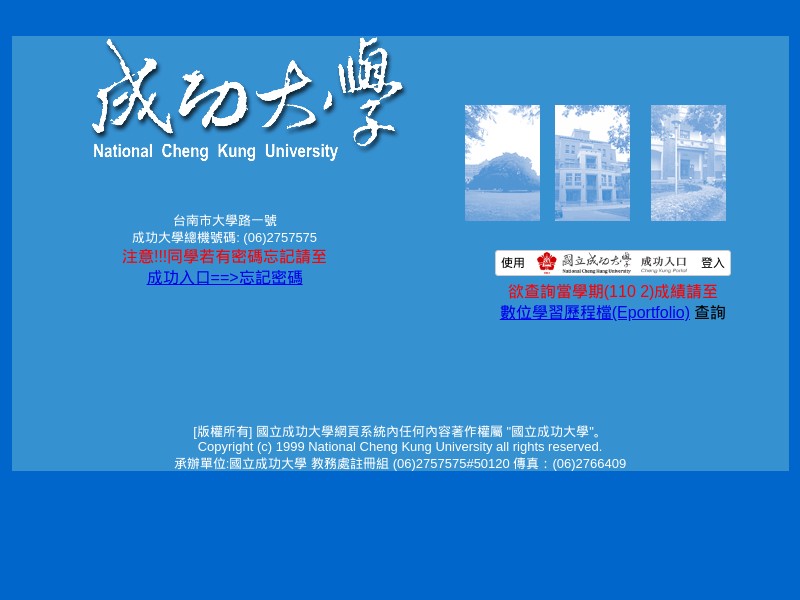 成功大學
National Cheng Kung University
台南市大學路一號
成功大學總機號碼: (06)2757575
注意!!!同學若有密碼忘記請至
成功入口==>忘記密碼
使用 國立成功大學 National Cheng Kung University 成功入口 Cheng Kung Portal 登入
欲查詢當學期(110 2)成績請至
數位學習歷程檔(Eportfolio) 查詢
[版權所有] 國立成功大學網頁系統內任何內容著作權屬 "國立成功大學"。
Copyright (c) 1999 National Cheng Kung University all rights reserved.
承辦單位:國立成功大學 教務處註冊組 (06)2757575#50120 傳真：(06)2766409